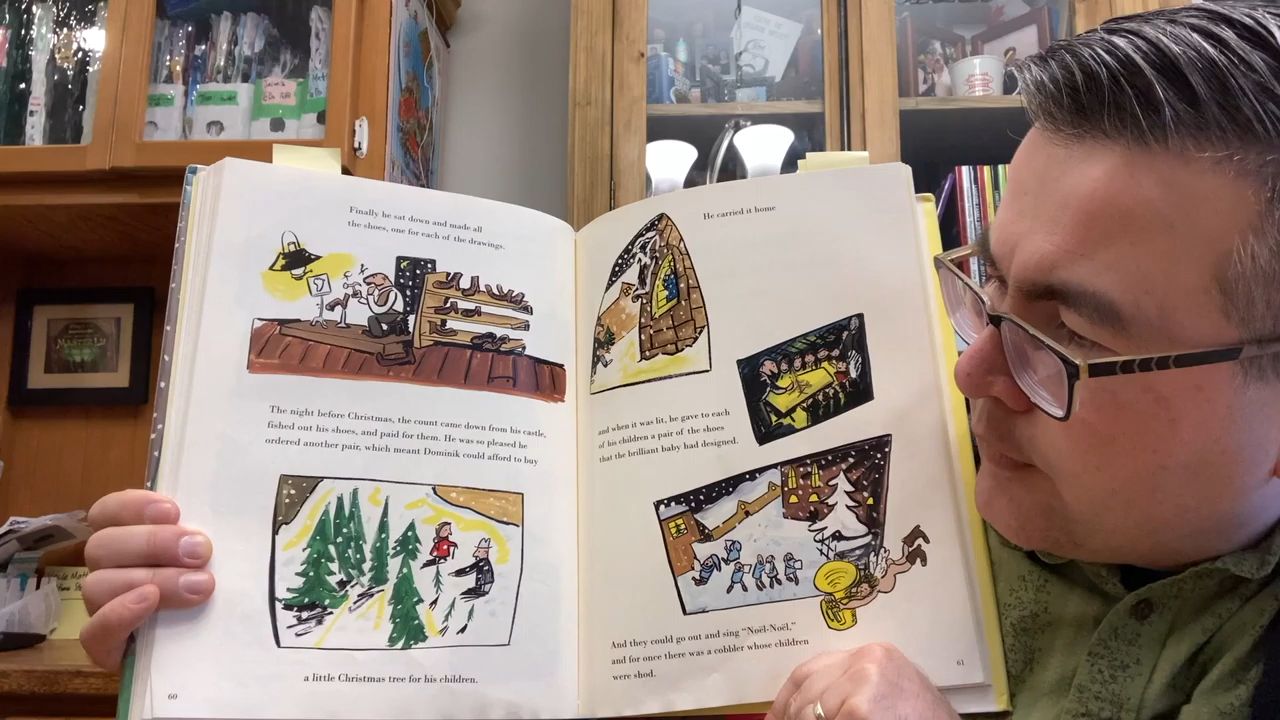 Finally he sat down and made all
the shoes, one for each of the drawings.
The night before Christmas, the count came down from his castle,
fished out his shoes, and paid for them. He was so pleased he
ordered another pair, which meant Dominik could afford to buy
a little Christmas tree for his children.
60
He carried it home
and when it was lit, he gave to each
of his children a pair of the shoes
that the brilliant baby had designed.
And they could go out and sing "Noël-Noël,"
and for once there was a cobbler whose children
were shod.
61